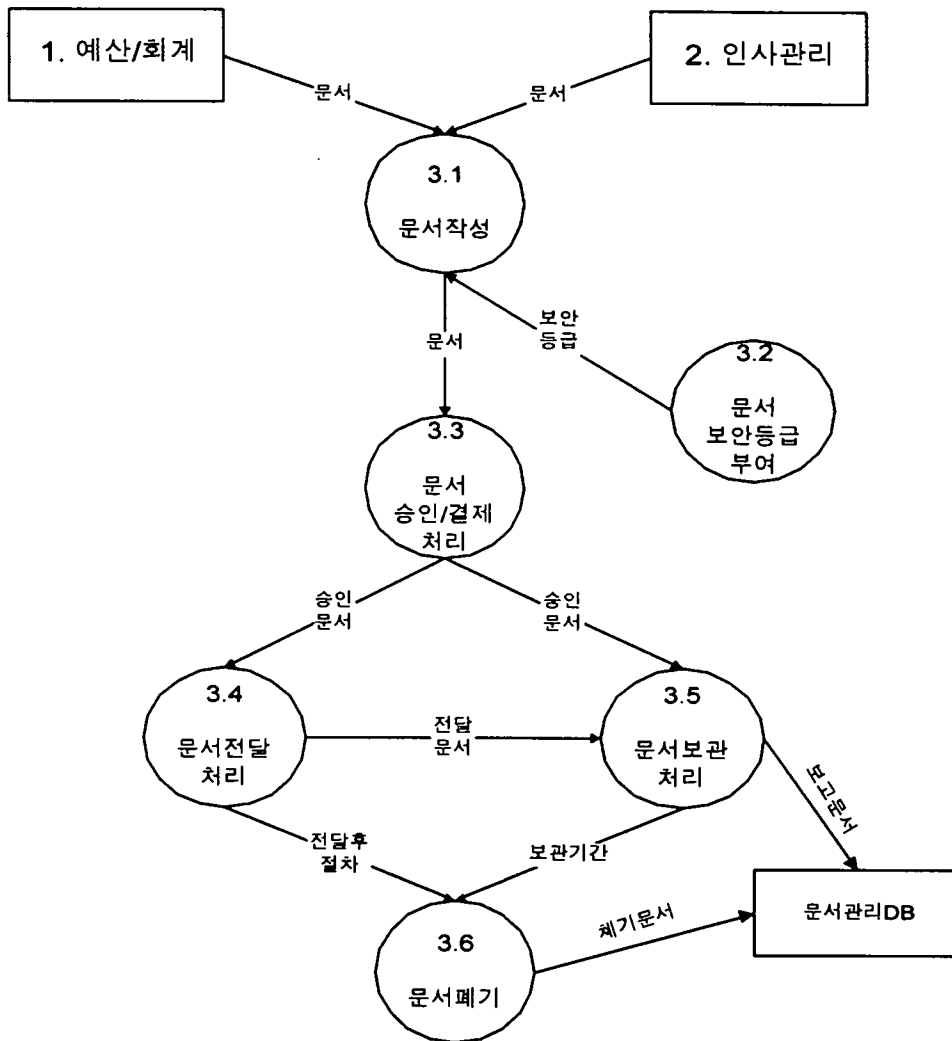 1. 예산/회계
2. 인사관리
문서
문서
3.1
문서작성
문서
보안
등급
3.2
문서
보안등급
부여
3.3
문서
승인/결제
처리
승인
문서
승인
문서
3.4
문서전달
처리
전달
문서
3.5
문서보관
처리
보고문서
전달후
절차
보관기간
문서관리DB
체기문서
3.6
문서폐기